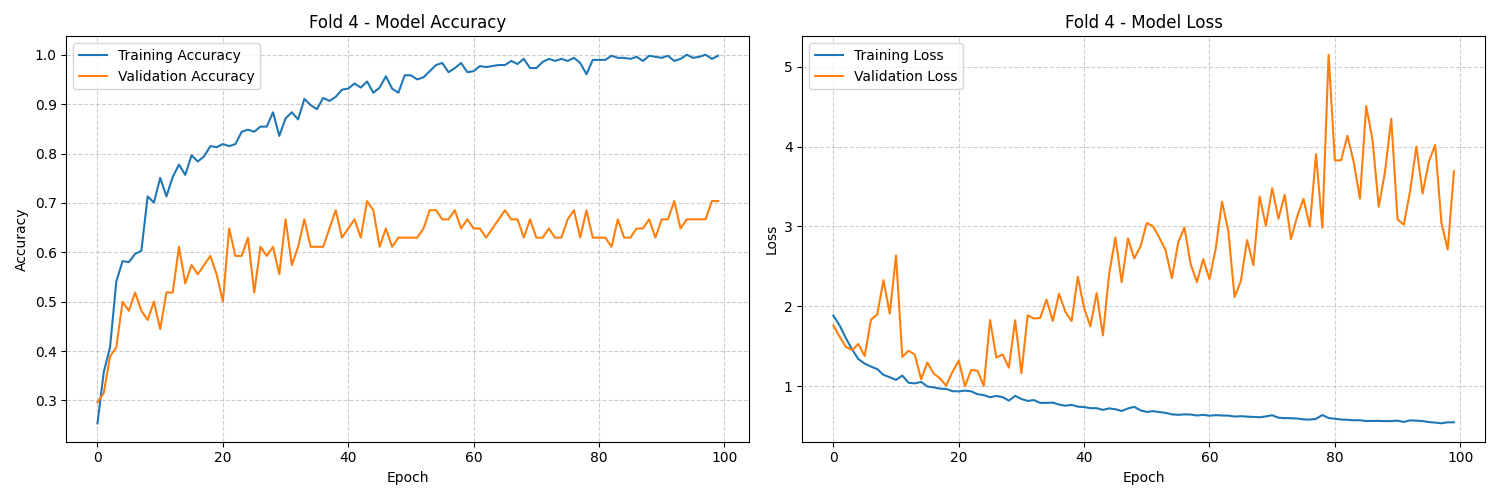 Fold 4 - Model Accuracy
Training Accuracy
Validation Accuracy
Accuracy
1.0
0.9
0.8
0.7
0.6
0.5
0.4
0.3
0 20 40 60 80 100
Epoch
Fold 4 - Model Loss
Training Loss
Validation Loss
Loss
5
4
3
2
1
0 20 40 60 80 100
Epoch